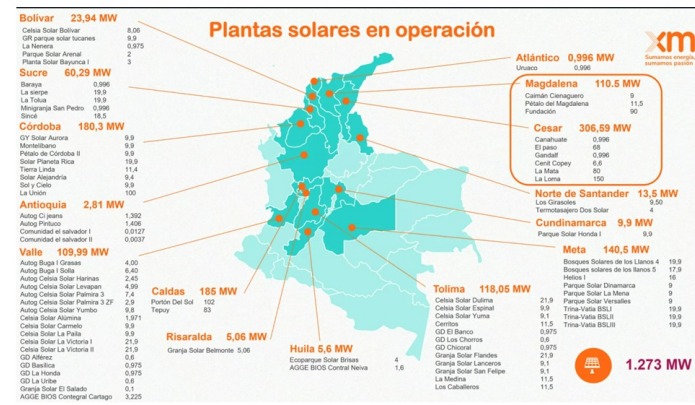 Plantas solares en operación
xm
Sumamos energía,
sumamos pasión
Bolívar 23,94 MW
Celsia Solar Bolívar 8,06
GR parque solar tucanes 9,9
La Nenera 0,975
Parque Solar Arenal 2
Planta Solar Bayunca I 3
Sucre 60,29 MW
Baraya 0,996
La sierpe 19,9
La Tolua 19,9
Minigranja San Pedro 0,996
Sincé 18,5
Córdoba 180,3 MW
GY Solar Aurora 9,9
Montelíbano 9,9
Pétalo de Córdoba II 9,9
Solar Planeta Rica 19,9
Tierra Linda 11,4
Solar Alejandría 9,4
Sol y Cielo 9,9
La Unión 100
Antioquia 2,81 MW
Autog Ci jeans 1,392
Autog Pintuco 1,406
Comunidad el salvador I 0,0127
Comunidad el salvador II 0,0037
Valle 109,99 MW
Autog Buga I Grasas 4,00
Autog Buga I Solla 6,40
Autog Celsia Solar Harinas 2,45
Autog Celsia Solar Levapan 4,99
Autog Celsia Solar Palmira 3 7,4
Autog Celsia Solar Palmira 3 ZF 2,9
Autog Celsia Solar Yumbo 9,8
Celsia Solar Alúmina 1,971
Celsia Solar Carmelo 9,9
Celsia Solar La Paila 9,9
Celsia Solar La Victoria I 21,9
Celsia Solar La Victoria II 21,9
GD Alférez 0,6
GD Basílica 0,975
GD La Honda 0,975
GD La Uribe 0,6
Granja Solar El Salado 0,1
AGGE BIOS Contegral Cartago 3,225
Caldas 185 MW
Portón Del Sol 102
Tepuy 83
Risaralda 5,06 MW
Granja Solar Belmonte 5,06
Huila 5,6 MW
Ecoparque Solar Brisas 4
AGGE BIOS Contral Neiva 1,6
Atlántico 0,996 MW
Uruaco 0,996
Magdalena 110.5 MW
Caimán Cienaguero 9
Pétalo del Magdalena 11,5
Fundación 90
Cesar 306,59 MW
Canahuate 0,996
El paso 68
Gandalf 0,996
Cenit Copey 6,6
La Mata 80
La Loma 150
Norte de Santander 13,5 MW
Los Girasoles 9,50
Termotasajero Dos Solar 4
Cundinamarca 9,9 MW
Parque Solar Honda I 9,9
Meta 140,5 MW
Bosques Solares de los Llanos 4 19,9
Bosques solares de los llanos 5 17,9
Helios I 16
Parque Solar Dinamarca 9
Parque Solar La Mena 9
Parque Solar Versalles 9
Trina-Vatia BSLI 19,9
Trina-Vatia BSLII 19,9
Trina-Vatia BSLIII 19,9
Tolima 118,05 MW
Celsia Solar Dulima 21,9
Celsia Solar Espinal 9,9
Celsia Solar Yuma 9,1
Cerritos 11,5
GD El Banco 0,975
GD Los Chorros 0,6
GD Chicoral 0,975
Granja Solar Flandes 21,9
Granja Solar Lanceros 9,1
Granja Solar San Felipe 9,1
La Medina 11,5
Los Caballeros 11,5
1.273 MW